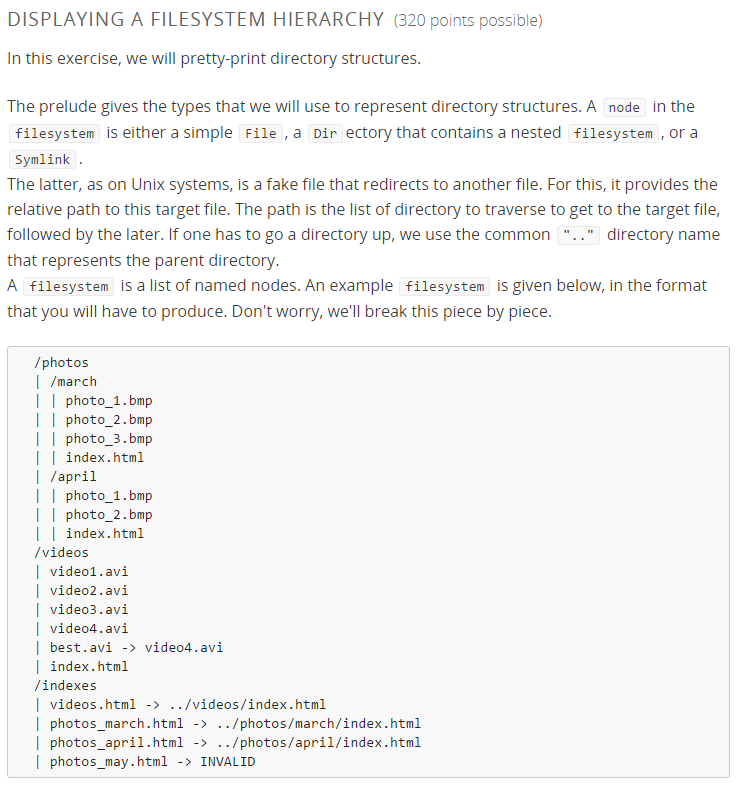 DISPLAYING A FILESYSTEM HIERARCHY (320 points possible)
In this exercise, we will pretty-print directory structures.
The prelude gives the types that we will use to represent directory structures. A node in the
filesystem is either a simple File , a Dir ectory that contains a nested filesystem , or a
Symlink .
The latter, as on Unix systems, is a fake file that redirects to another file. For this, it provides the
relative path to this target file. The path is the list of directory to traverse to get to the target file,
followed by the later. If one has to go a directory up, we use the common ".." directory name
that represents the parent directory.
A filesystem is a list of named nodes. An example filesystem is given below, in the format
that you will have to produce. Don't worry, we'll break this piece by piece.
/photos
| /march
| | photo_1.bmp
| | photo_2.bmp
| | photo_3.bmp
| | index.html
| /april
| | photo_1.bmp
| | photo_2.bmp
| | index.html
/videos
| video1.avi
| video2.avi
| video3.avi
| video4.avi
| best.avi -> video4.avi
| index.html
/indexes
| videos.html -> ../videos/index.html
| photos_march.html -> ../photos/march/index.html
| photos_april.html -> ../photos/april/index.html
| photos_may.html -> INVALID